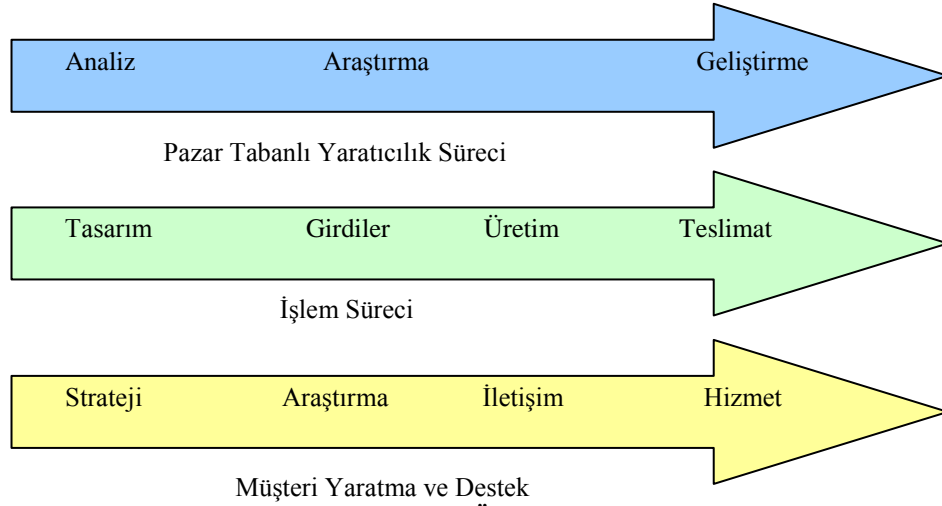 Analiz Araştırma Geliştirme
Pazar Tabanlı Yaratıcılık Süreci
Tasarım Girdiler Üretim Teslimat
İşlem Süreci
Strateji Araştırma İletişim Hizmet
Müşteri Yaratma ve Destek